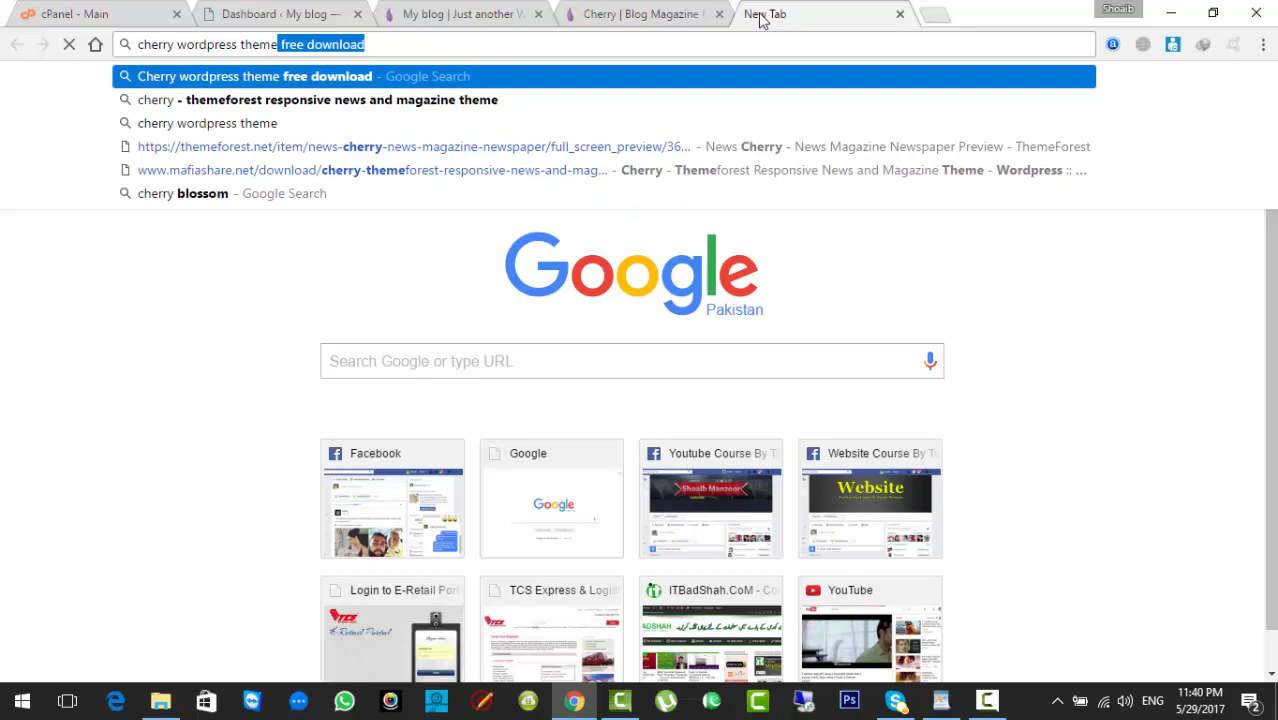 cPanel - Main
Dashboard ‹ My blog —
My blog | Just another W
Cherry | Blog Magazine
New Tab
Shoaib
cherry wordpress theme free download
Cherry wordpress theme free download - Google Search
cherry - themeforest responsive news and magazine theme
cherry wordpress theme
https://themeforest.net/item/news-cherry-news-magazine-newspaper/full_screen_preview/36... - News Cherry - News Magazine Newspaper Preview - ThemeForest
www.mafiashare.net/download/cherry-themeforest-responsive-news-and-mag... - Cherry - Themeforest Responsive News and Magazine Theme - Wordpress :: ...
cherry blossom - Google Search
Google
Pakistan
Search Google or type URL
Facebook
Google
Youtube Course By T
Website Course By T
Google
Shoaib Manzoor
Website
Login to E-Retail Port
TCS Express & Logis
ITBadShah.CoM - Co
YouTube
E-Retail Portal
ENG
11:40 PM
5/29/2017
2